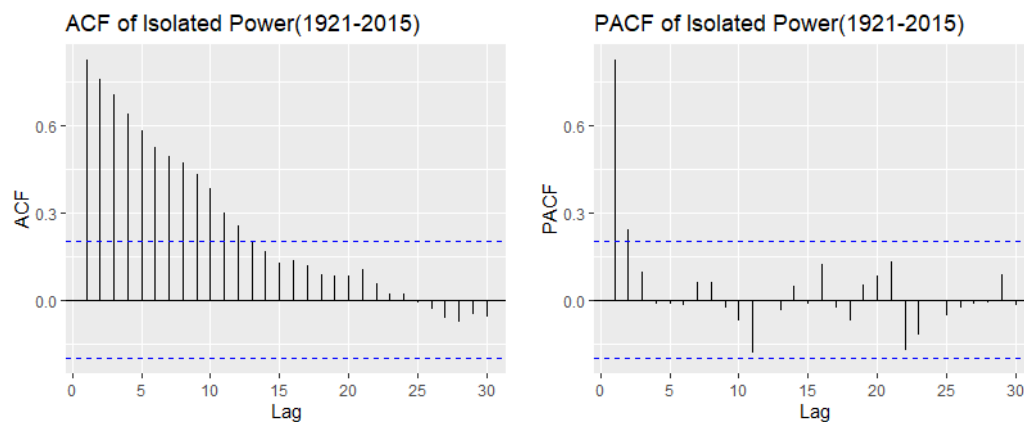 ACF of Isolated Power(1921-2015)
ACF
0.6
0.3
0.0
0 5 10 15 20 25 30
Lag
PACF of Isolated Power(1921-2015)
PACF
0.6
0.3
0.0
0 5 10 15 20 25 30
Lag